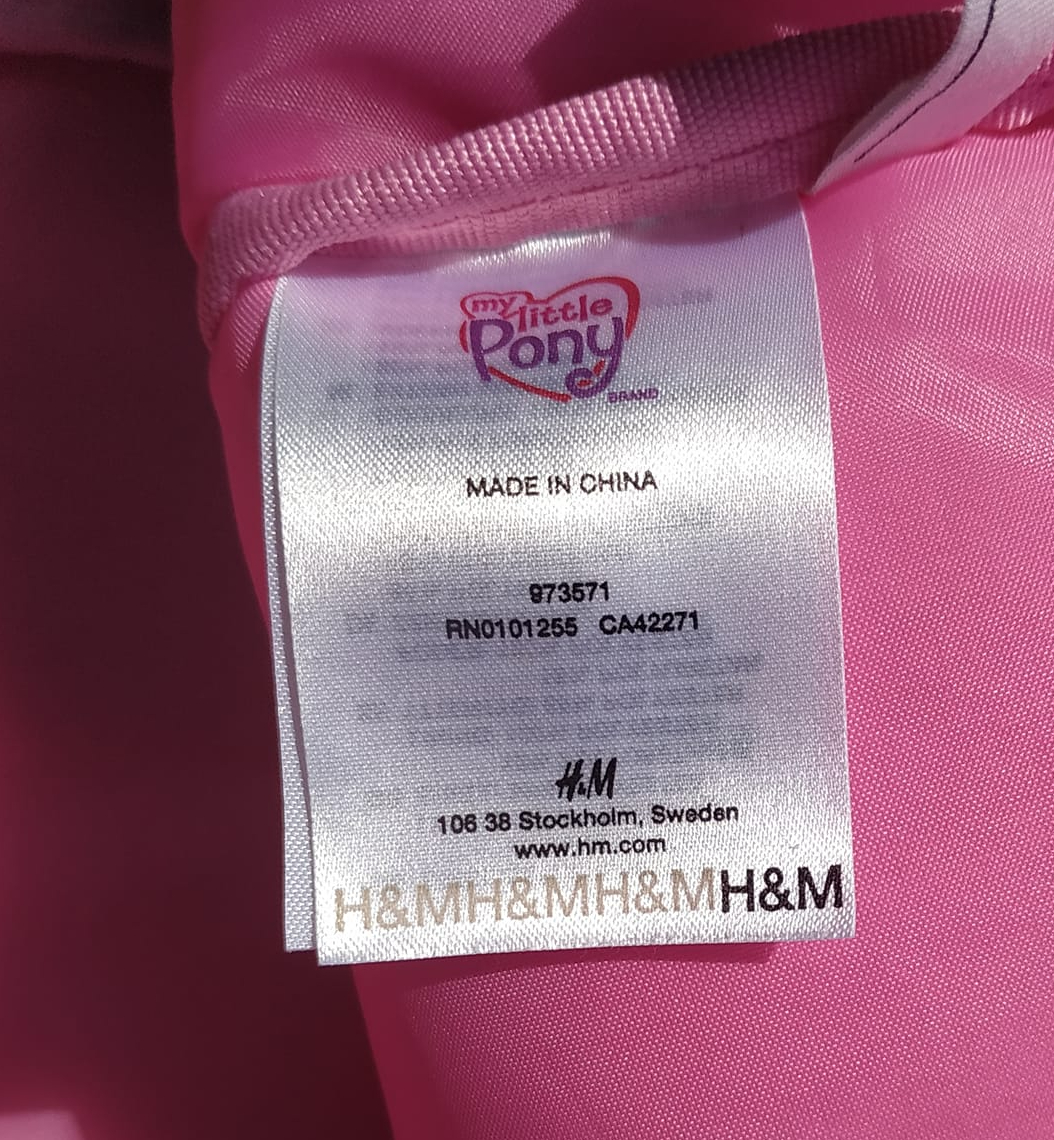 my little
Pony
BRAND
MADE IN CHINA
973571
RN0101255 CA42271
H&M
106 38 Stockholm, Sweden
www.hm.com
H&MH&MH&MH&M